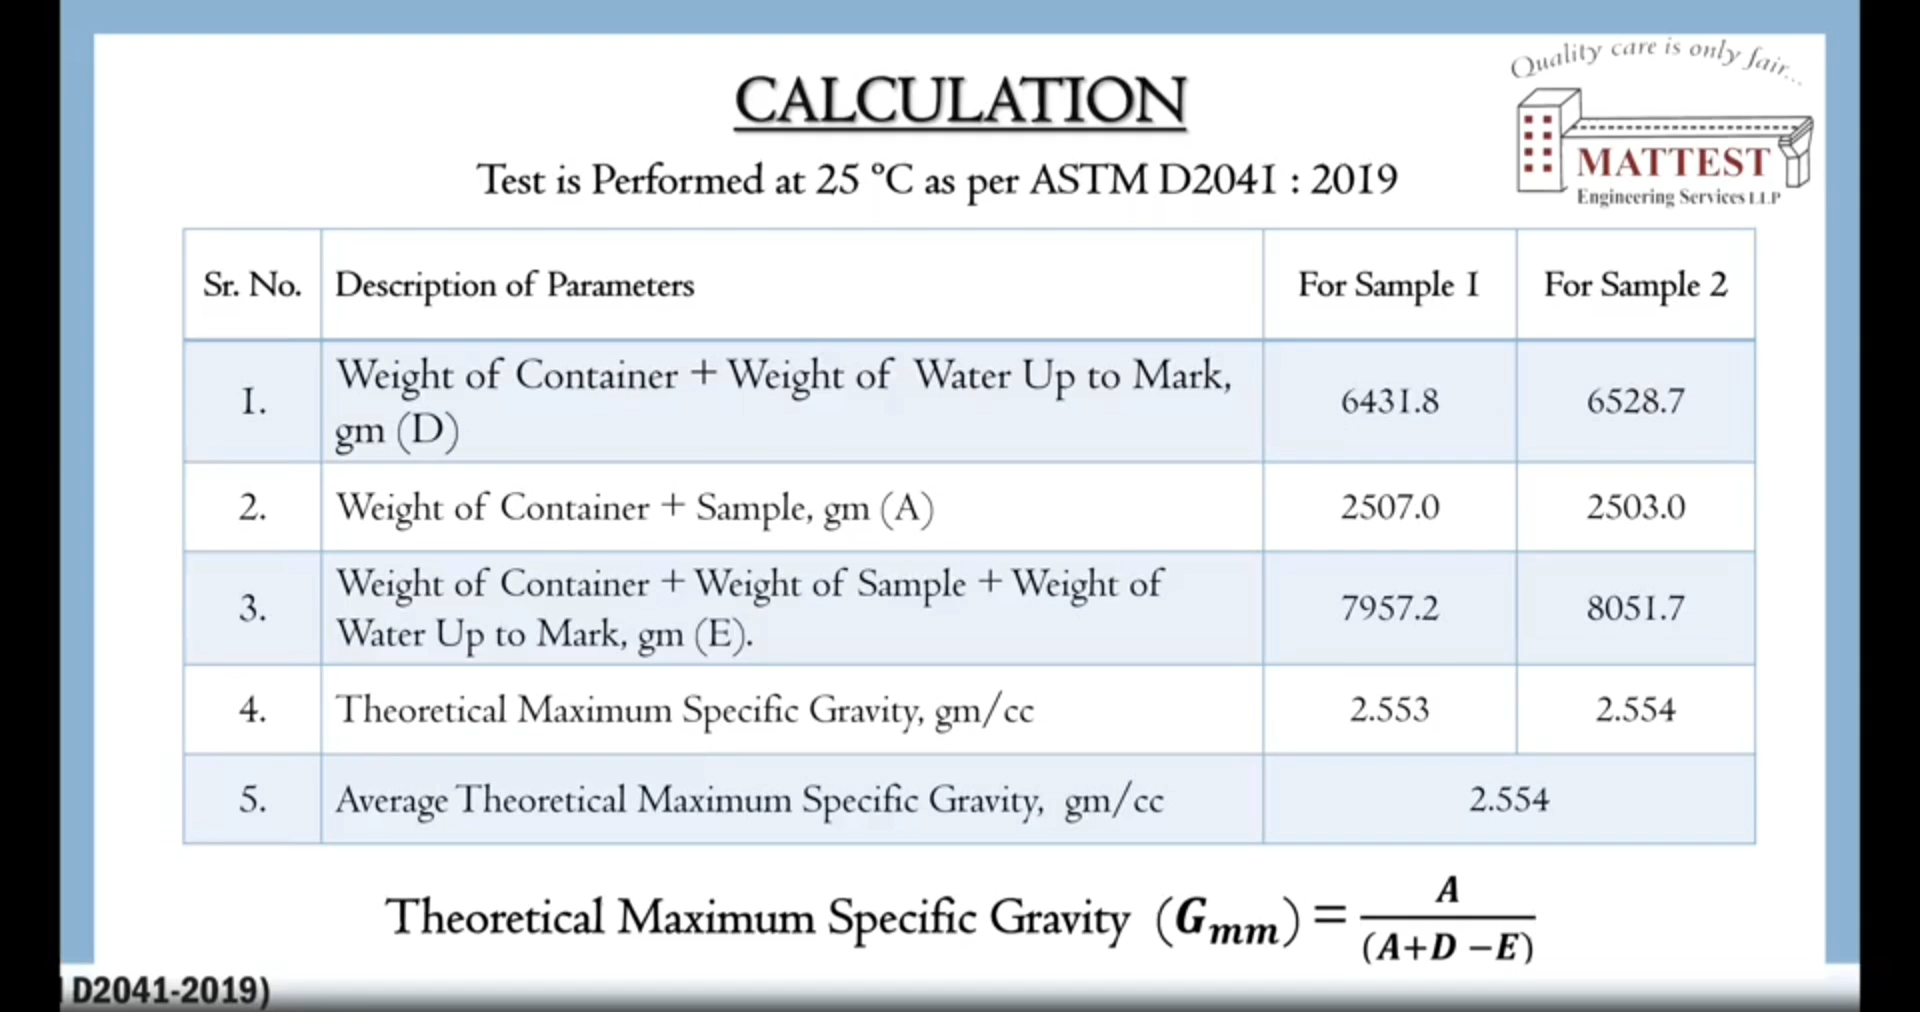 Quality care is only fair...
CALCULATION
MATTEST
Engineering Services LLP
Test is Performed at 25 °C as per ASTM D2041 : 2019
Sr. No. Description of Parameters For Sample 1 For Sample 2
1. Weight of Container + Weight of Water Up to Mark, gm (D) 6431.8 6528.7
2. Weight of Container + Sample, gm (A) 2507.0 2503.0
3. Weight of Container + Weight of Sample + Weight of Water Up to Mark, gm (E). 7957.2 8051.7
4. Theoretical Maximum Specific Gravity, gm/cc 2.553 2.554
5. Average Theoretical Maximum Specific Gravity, gm/cc 2.554
Theoretical Maximum Specific Gravity (Gmm) = A / (A+D −E)
D2041-2019)